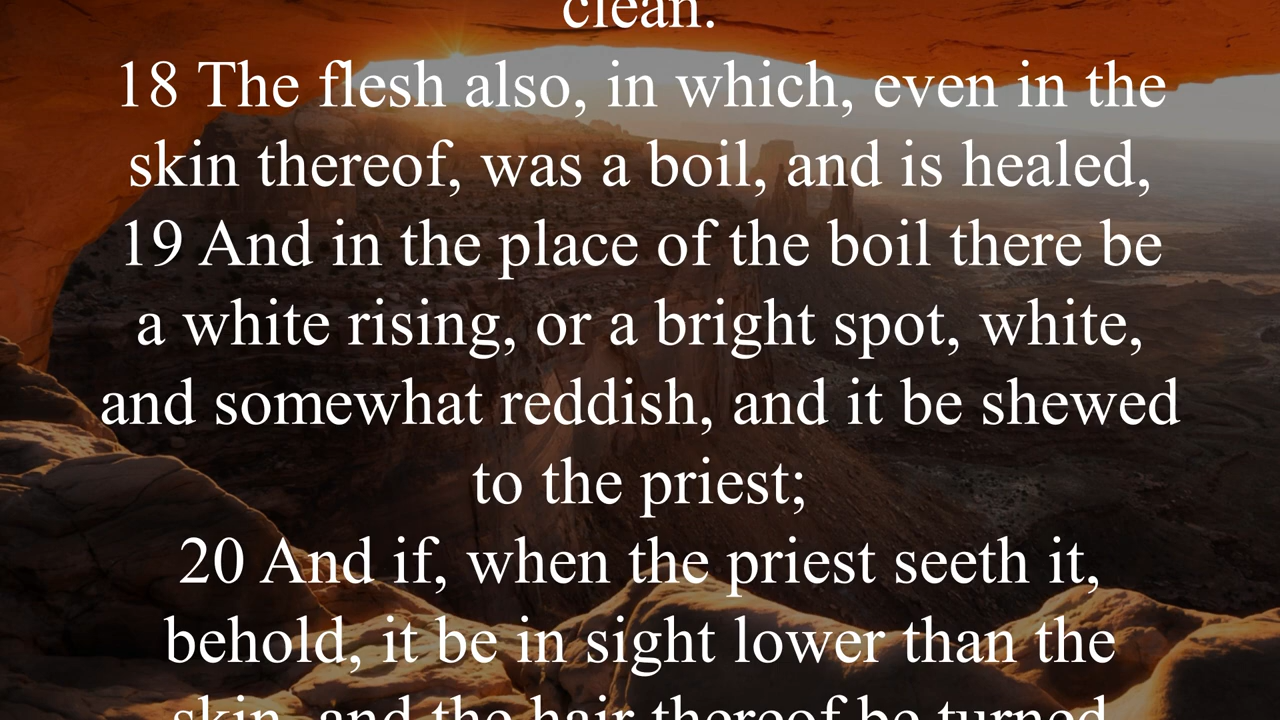 clean.
18 The flesh also, in which, even in the
skin thereof, was a boil, and is healed,
19 And in the place of the boil there be
a white rising, or a bright spot, white,
and somewhat reddish, and it be shewed
to the priest;
20 And if, when the priest seeth it,
behold, it be in sight lower than the
skin, and the hair thereof be turned